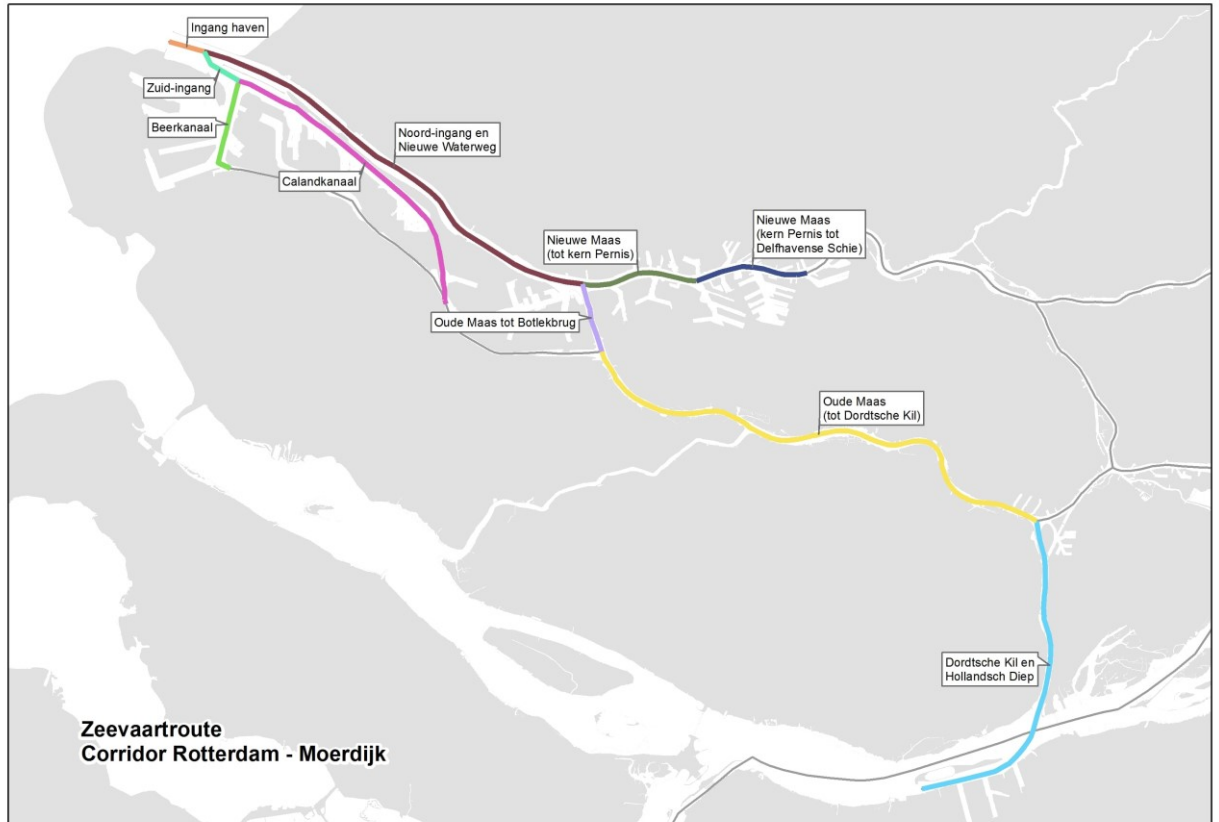 Ingang haven
Zuid-ingang
Beerkanaal
Noord-ingang en
Nieuwe Waterweg
Calandkanaal
Nieuwe Maas
(tot kern Pernis)
Nieuwe Maas
(kern Pernis tot
Delfhavense Schie)
Oude Maas tot Botlekbrug
Oude Maas
(tot Dordtsche Kil)
Dordtsche Kil en
Hollandsch Diep
Zeevaartroute
Corridor Rotterdam - Moerdijk